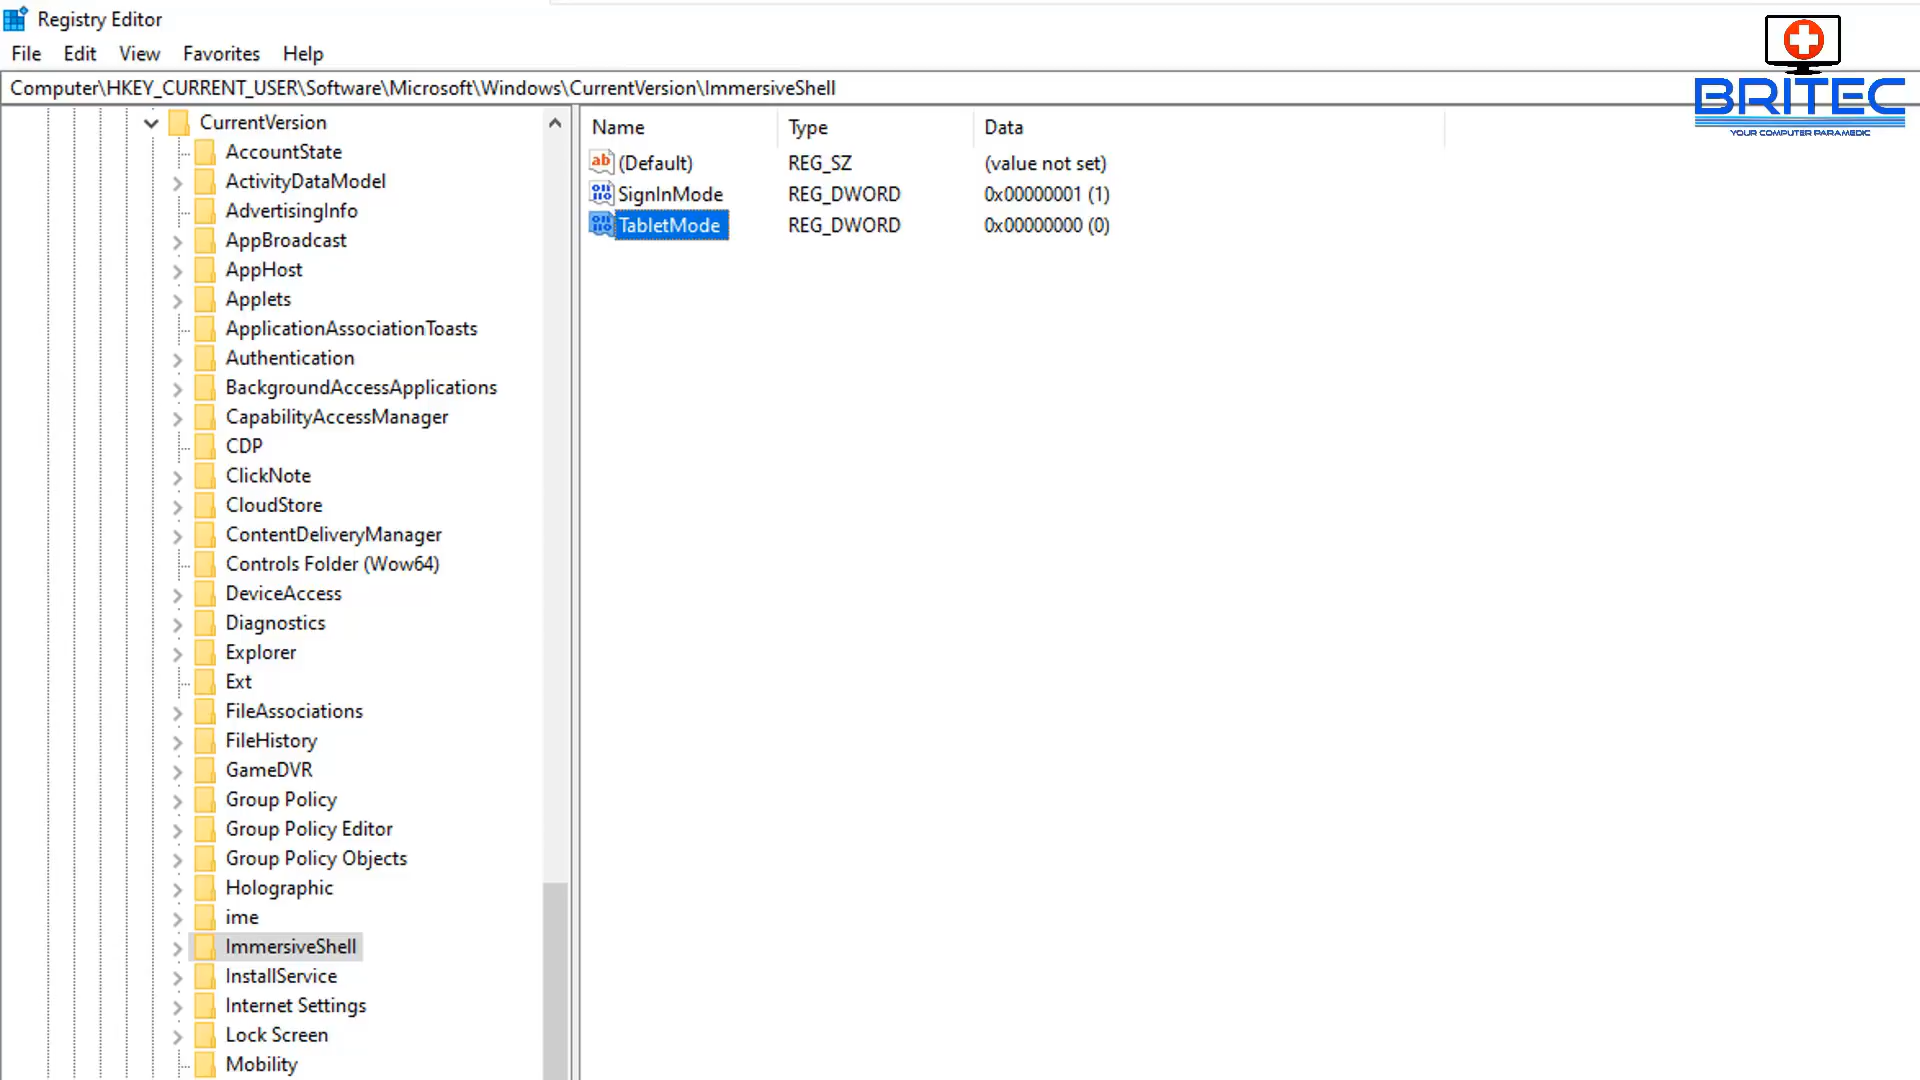 Registry Editor
File Edit View Favorites Help
Computer\HKEY_CURRENT_USER\Software\Microsoft\Windows\CurrentVersion\ImmersiveShell
BRITEC
YOUR COMPUTER PARAMEDIC
CurrentVersion
AccountState
ActivityDataModel
AdvertisingInfo
AppBroadcast
AppHost
Applets
ApplicationAssociationToasts
Authentication
BackgroundAccessApplications
CapabilityAccessManager
CDP
ClickNote
CloudStore
ContentDeliveryManager
Controls Folder (Wow64)
DeviceAccess
Diagnostics
Explorer
Ext
FileAssociations
FileHistory
GameDVR
Group Policy
Group Policy Editor
Group Policy Objects
Holographic
ime
ImmersiveShell
InstallService
Internet Settings
Lock Screen
Mobility
Name Type Data
ab (Default) REG_SZ (value not set)
SignInMode REG_DWORD 0x00000001 (1)
TabletMode REG_DWORD 0x00000000 (0)